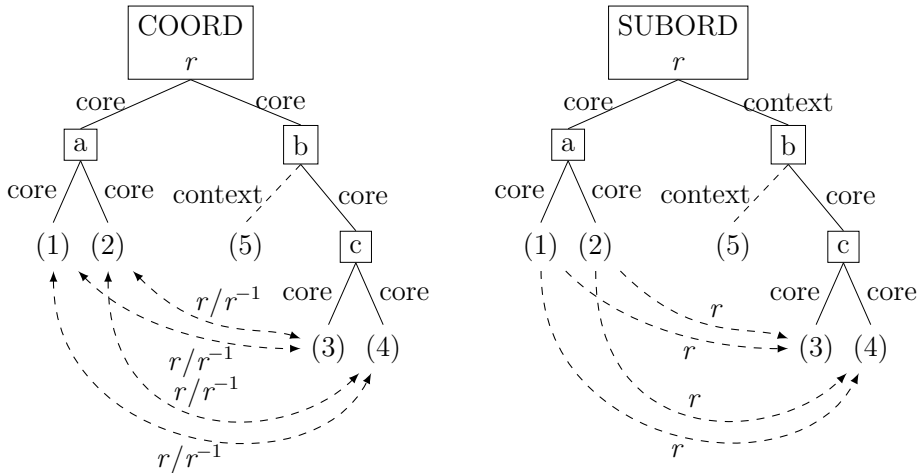 COORD
r
core core
a b
core core context core
(1) (2) (5) c
core core
r/r⁻¹
(3) (4)
r/r⁻¹
r/r⁻¹
r/r⁻¹
SUBORD
r
core context
a b
core core context core
(1) (2) (5) c
core core
r
(3) (4)
r
r
r